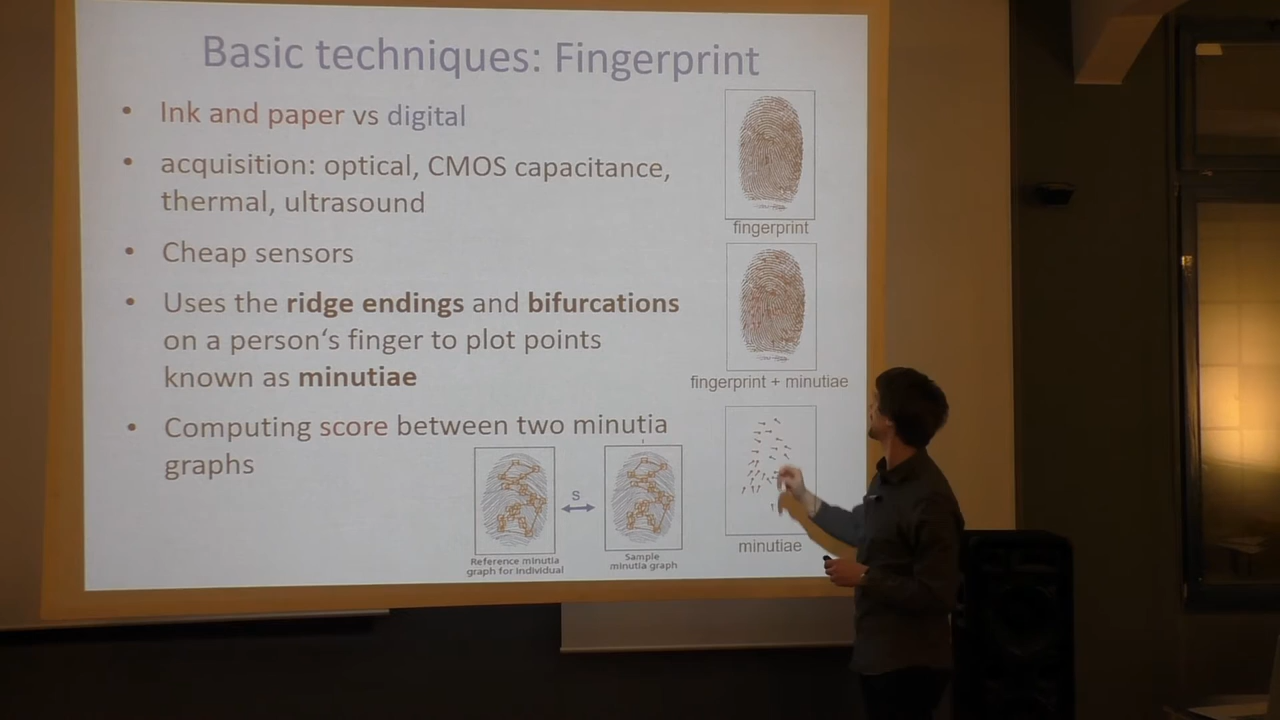 Basic techniques: Fingerprint
• Ink and paper vs digital
• acquisition: optical, CMOS capacitance,
thermal, ultrasound
• Cheap sensors
• Uses the ridge endings and bifurcations
on a person‘s finger to plot points
known as minutiae
• Computing score between two minutia
graphs
fingerprint
fingerprint + minutiae
minutiae
S
Reference minutia
graph for individual
Sample
minutia graph